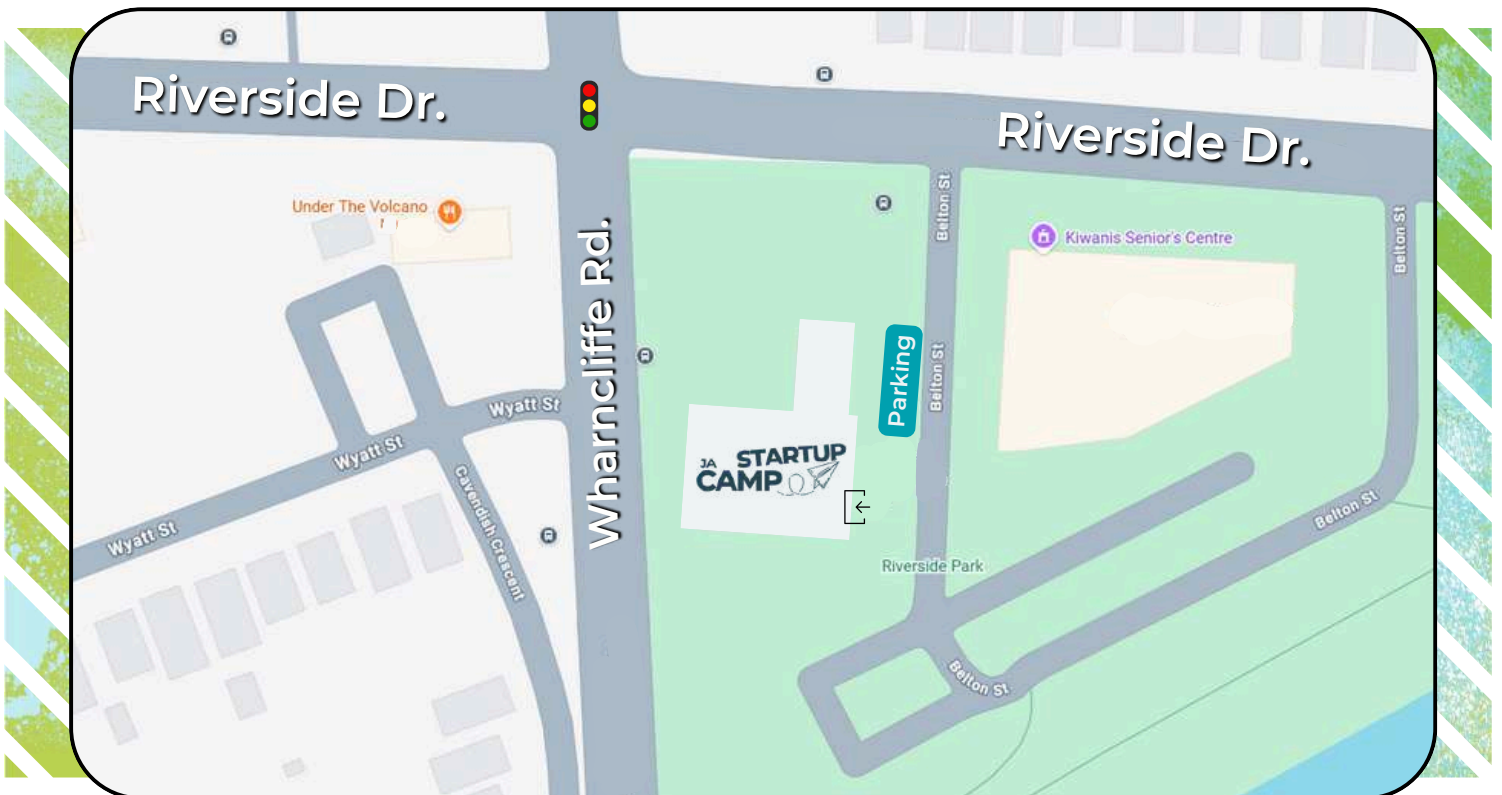 Riverside Dr.
Riverside Dr.
Belton St
Belton St
Under The Volcano
Kiwanis Senior's Centre
Wharncliffe Rd.
Parking
Belton St
Wyatt St
Wyatt St
Wyatt St
JA STARTUP
CAMP
Cavendish Crescent
Belton St
Riverside Park
Belton St